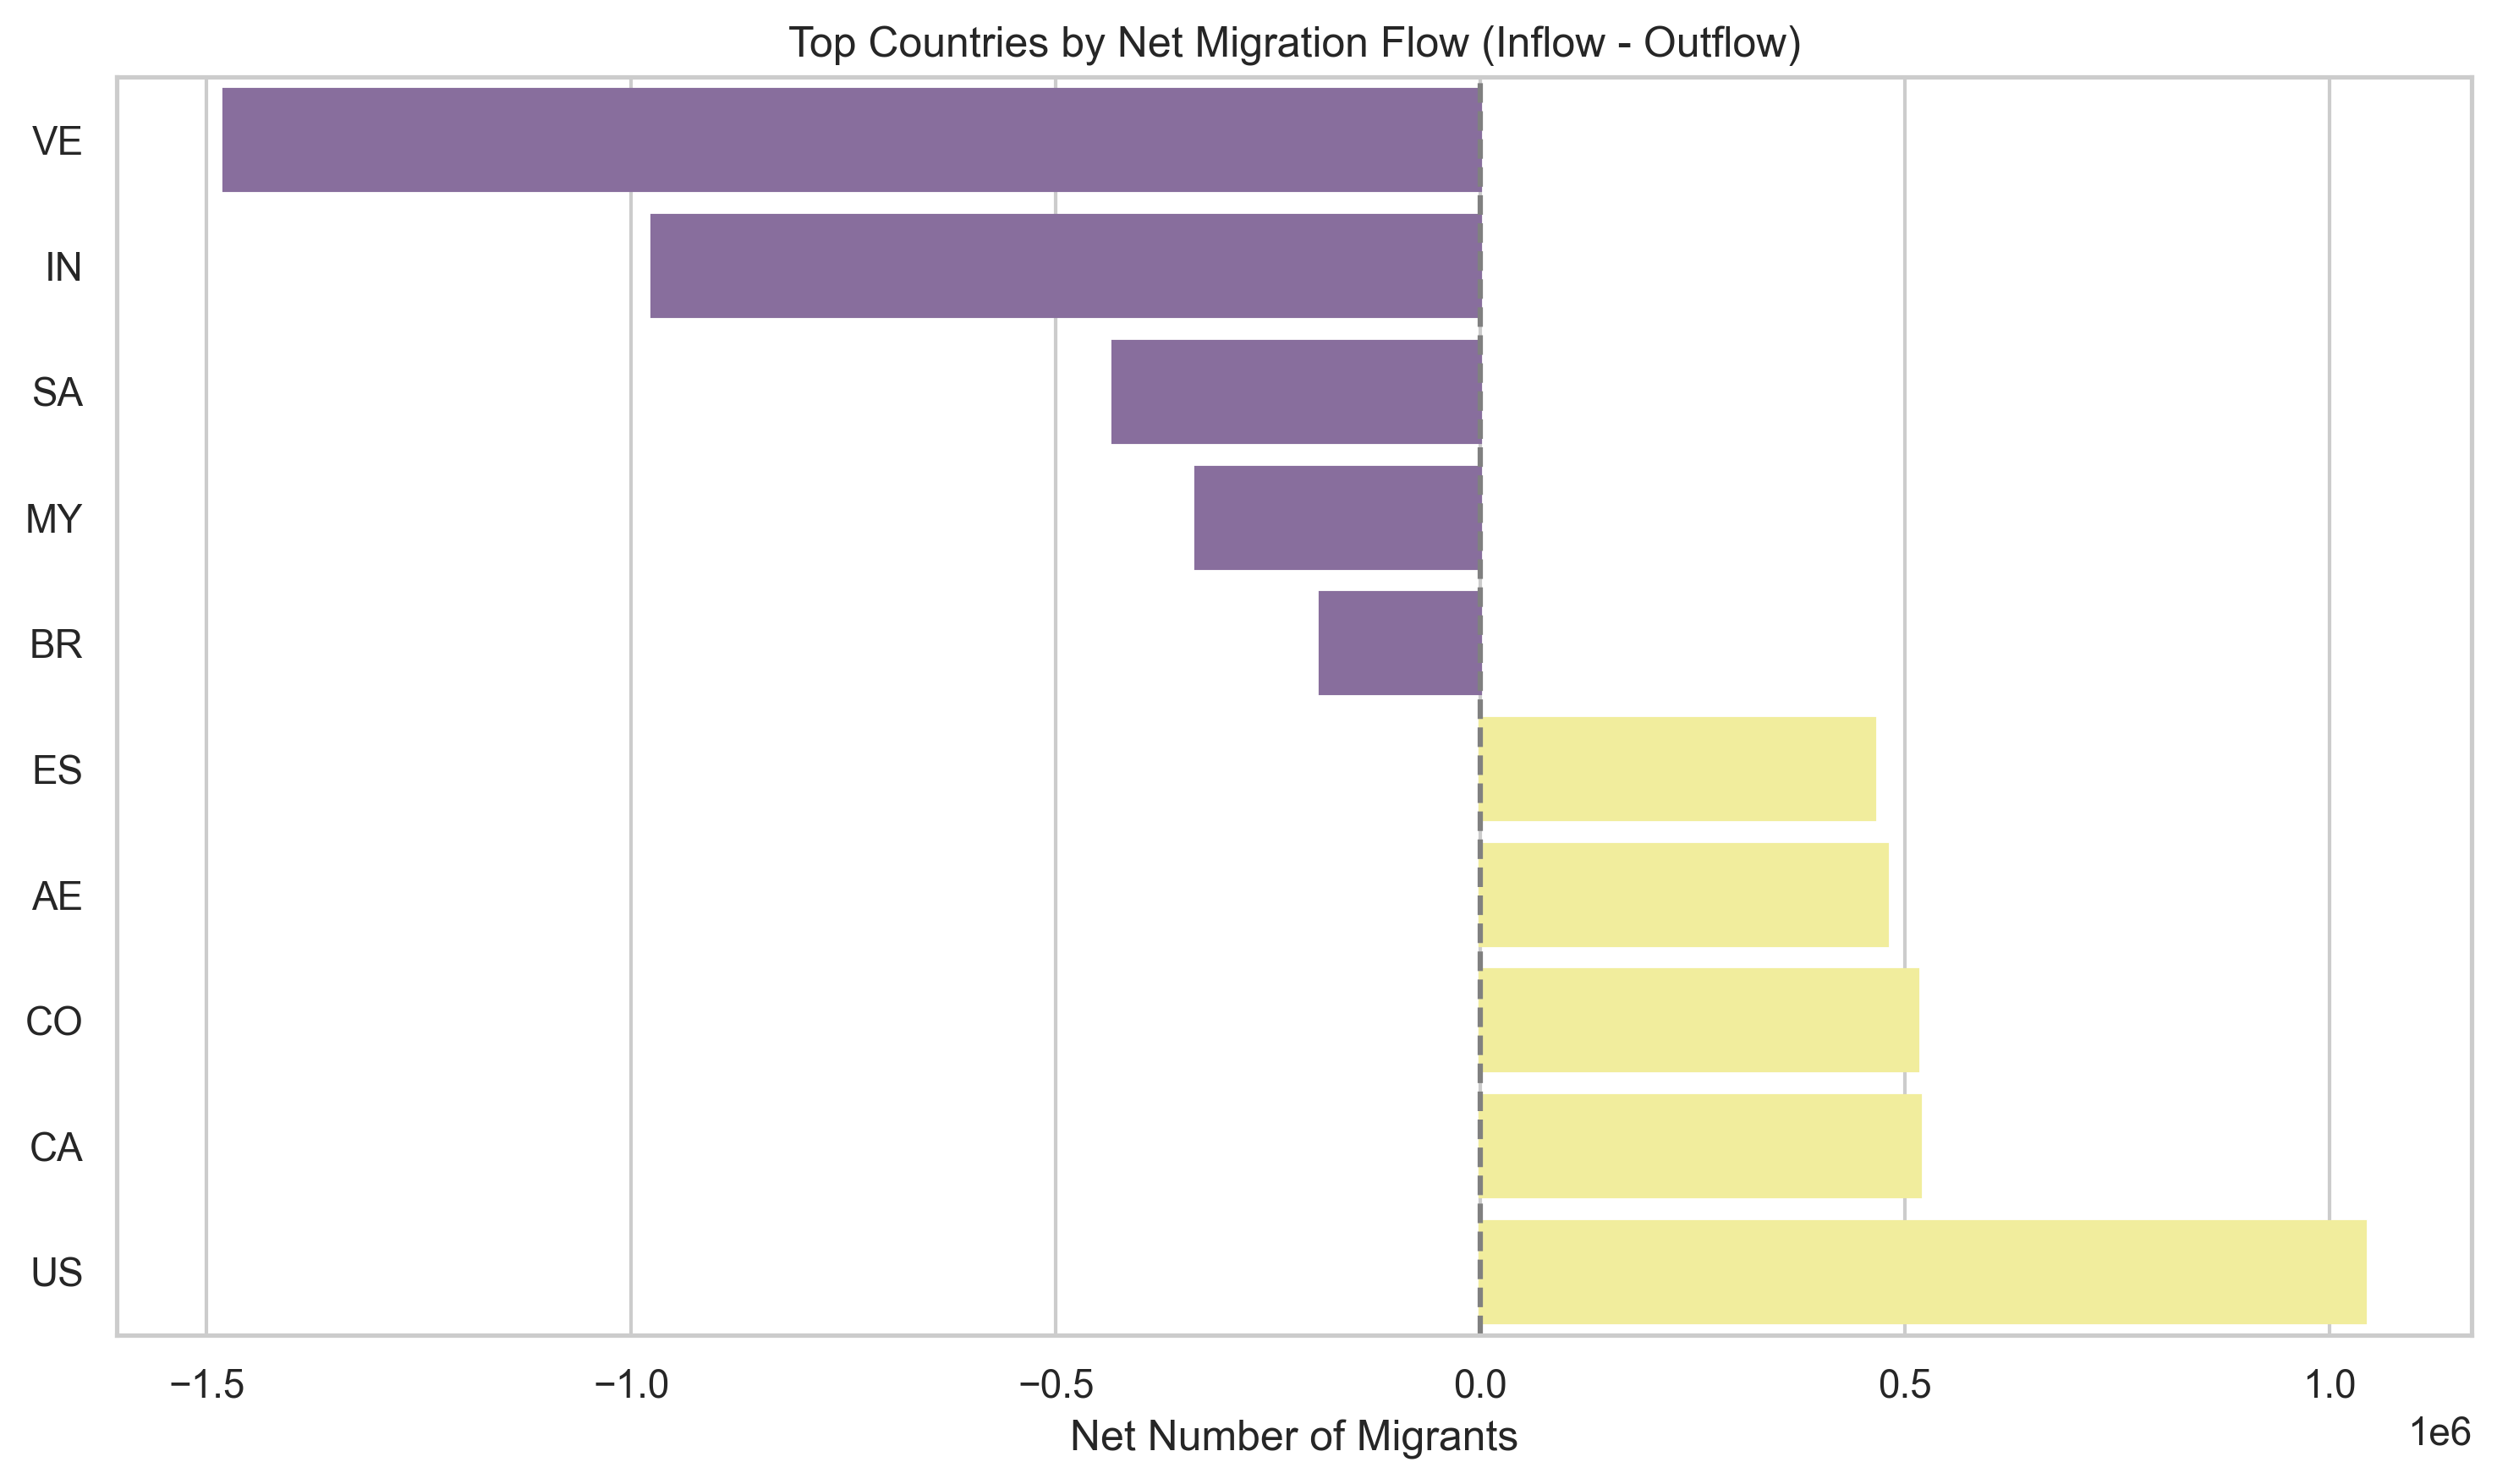 Top Countries by Net Migration Flow (Inflow - Outflow)
VE
IN
SA
MY
BR
ES
AE
CO
CA
US
−1.5 −1.0 −0.5 0.0 0.5 1.0
Net Number of Migrants
1e6